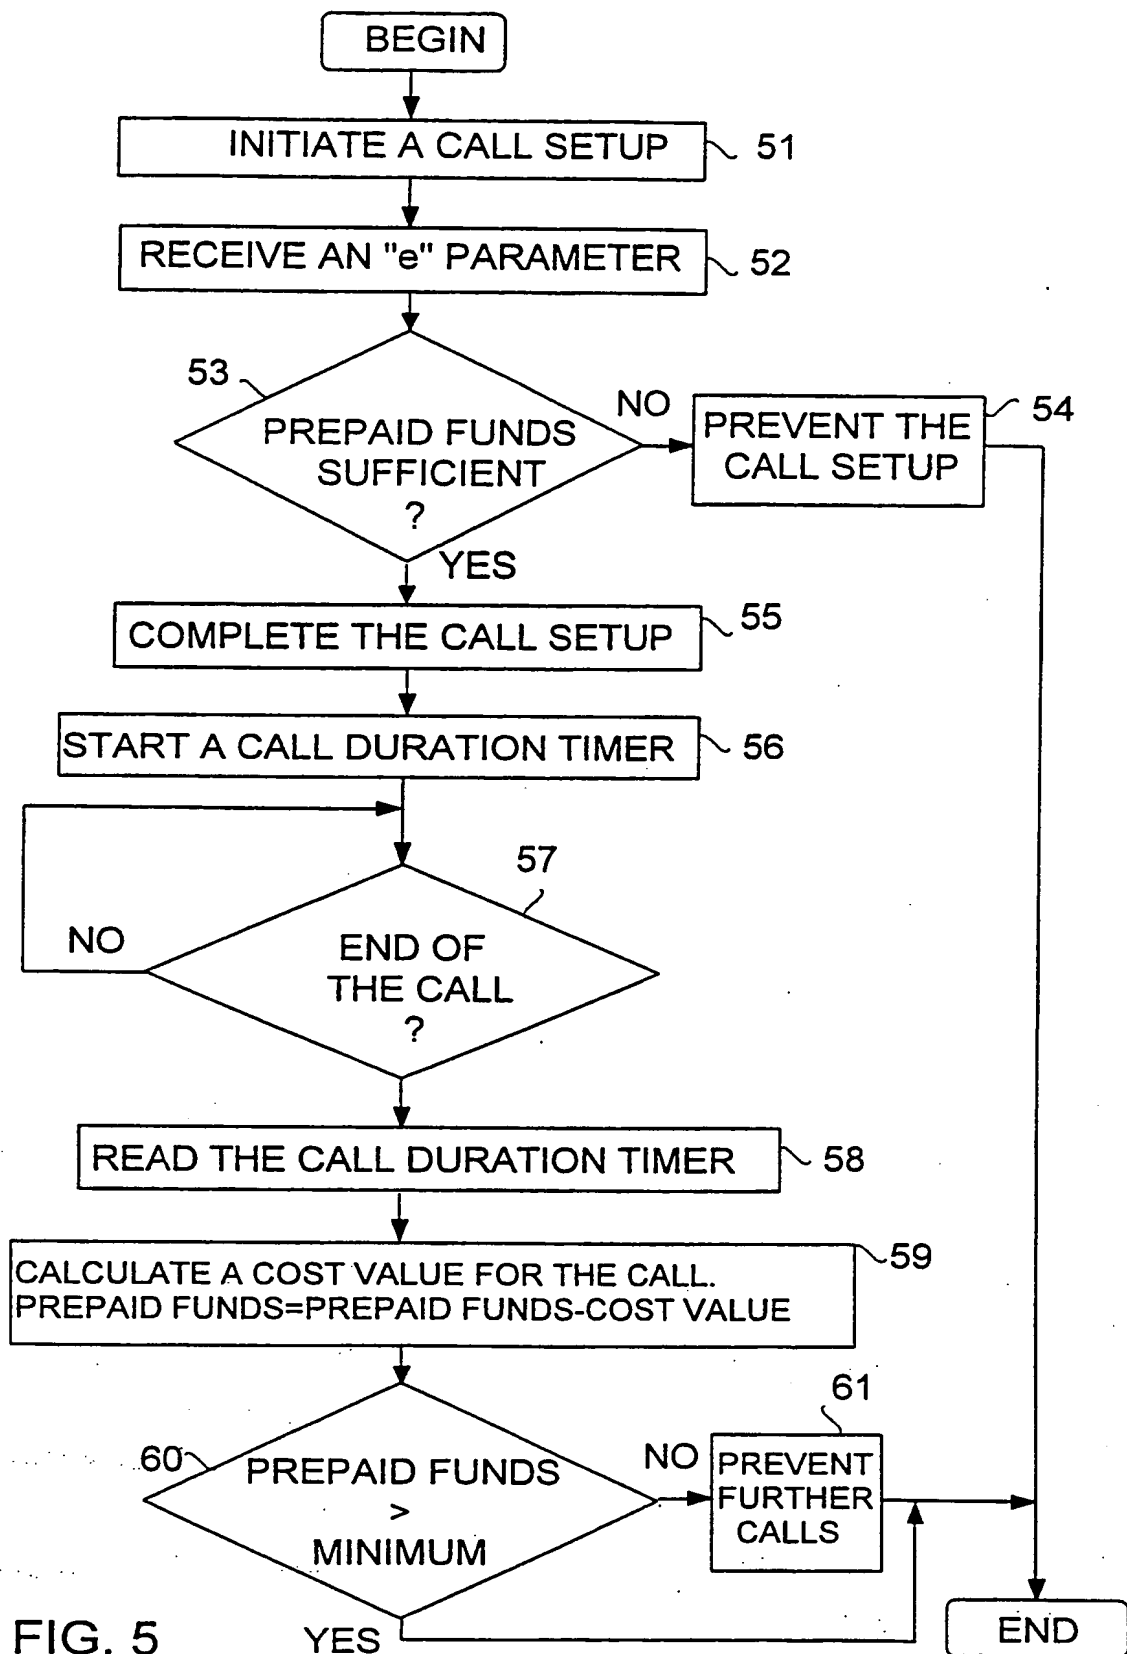 BEGIN
INITIATE A CALL SETUP
51
RECEIVE AN "e" PARAMETER
52
53
PREPAID FUNDS
SUFFICIENT
?
NO
PREVENT THE
CALL SETUP
54
YES
COMPLETE THE CALL SETUP
55
START A CALL DURATION TIMER
56
57
NO
END OF
THE CALL
?
READ THE CALL DURATION TIMER
58
59
CALCULATE A COST VALUE FOR THE CALL.
PREPAID FUNDS=PREPAID FUNDS-COST VALUE
60
PREPAID FUNDS
>
MINIMUM
NO
61
PREVENT
FURTHER
CALLS
YES
END
FIG. 5